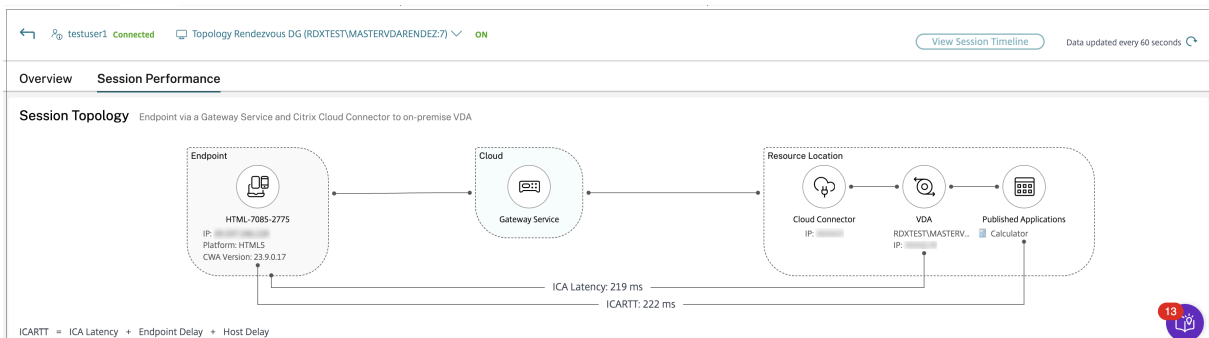 testuser1 Connected Topology Rendezvous DG (RDXTEST\MASTERVDARENDEZ:7) ON
View Session Timeline Data updated every 60 seconds
Overview Session Performance
Session Topology Endpoint via a Gateway Service and Citrix Cloud Connector to on-premise VDA
Endpoint
Cloud
Resource Location
HTML-7085-2775
IP:
Platform: HTML5
CWA Version: 23.9.0.17
Gateway Service
Cloud Connector
IP:
VDA
RDXTEST\MASTERV...
IP:
Published Applications
Calculator
ICA Latency: 219 ms
ICARTT: 222 ms
13
ICARTT = ICA Latency + Endpoint Delay + Host Delay